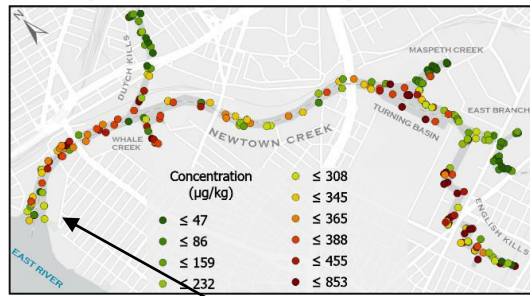 MASPETH CREEK
DUTCH KILLS
EAST BRANCH
TURNING BASIN
WHALE
CREEK
NEWTOWN CREEK
Concentration
(µg/kg)
≤ 47
≤ 86
≤ 159
≤ 232
≤ 308
≤ 345
≤ 365
≤ 388
≤ 455
≤ 853
ENGLISH KILLS
EAST RIVER
N